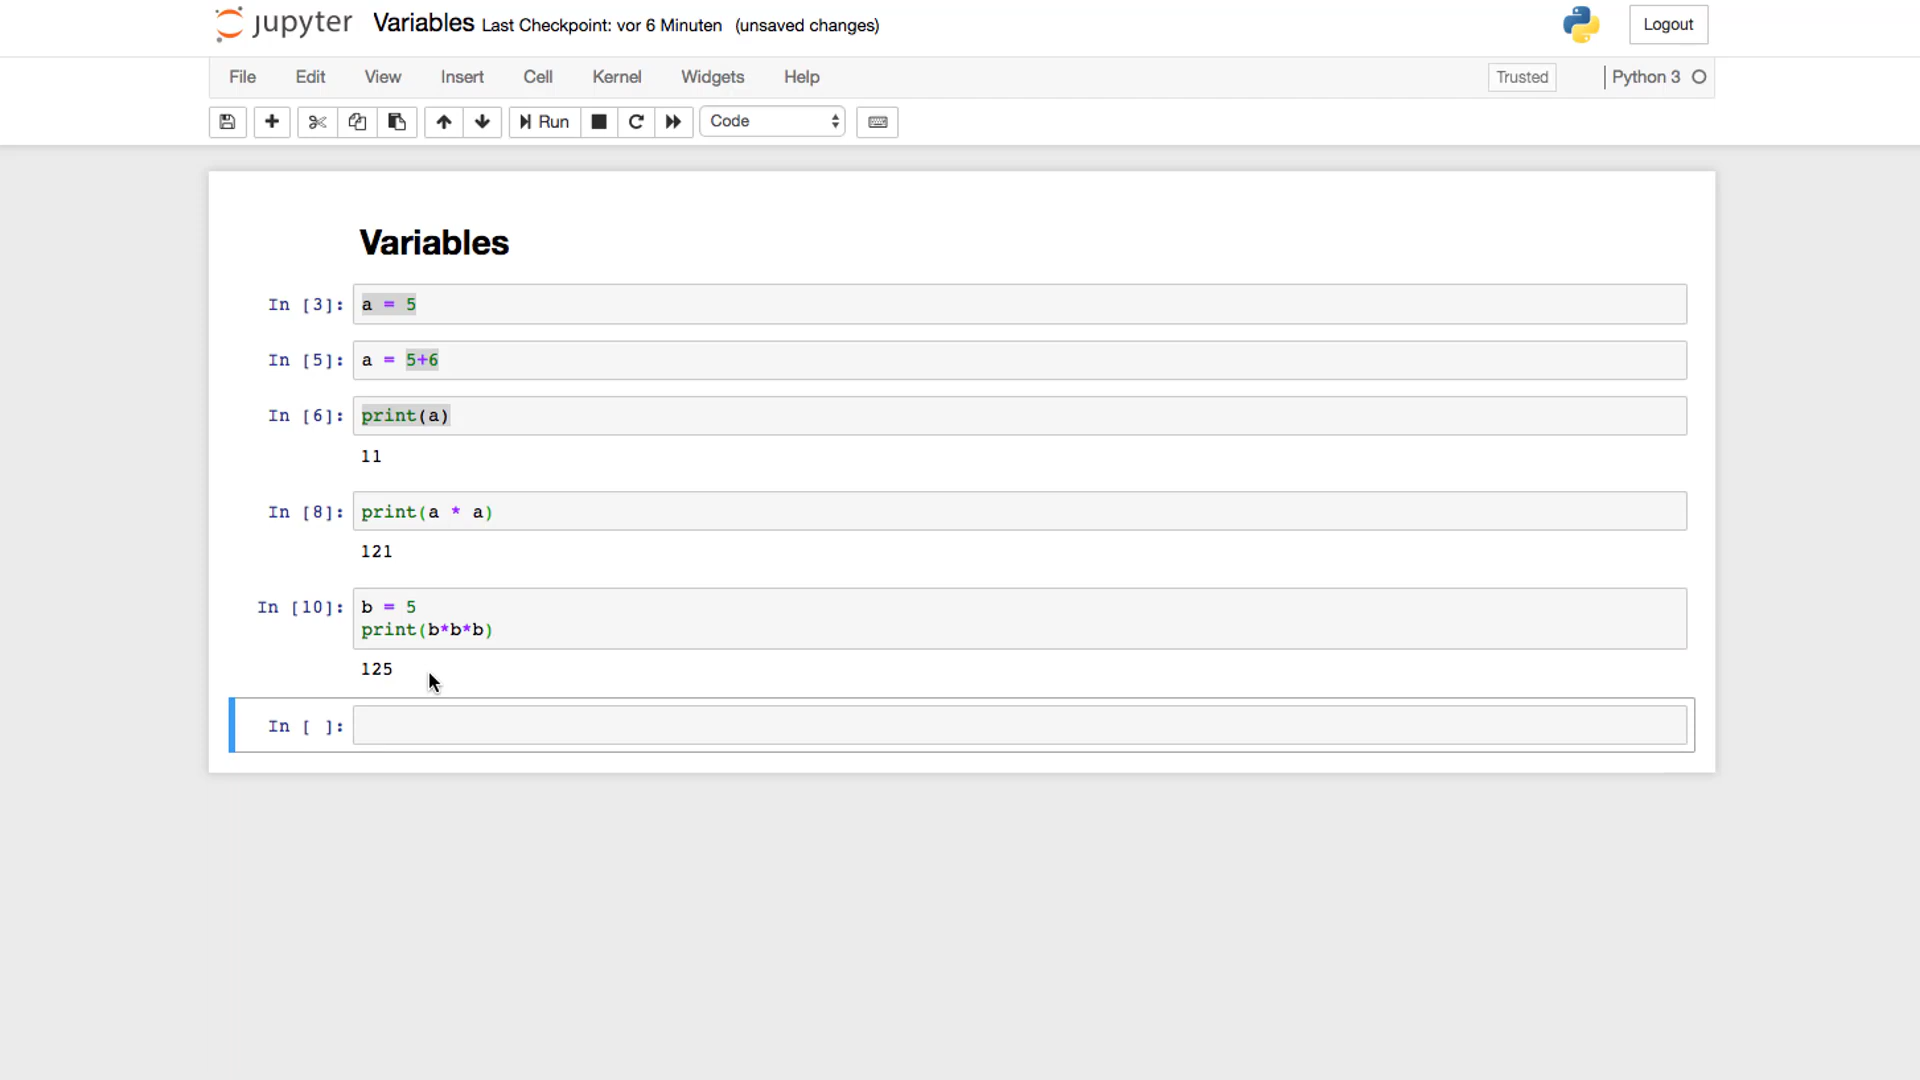 jupyter Variables Last Checkpoint: vor 6 Minuten (unsaved changes) Logout
File Edit View Insert Cell Kernel Widgets Help Trusted Python 3
Run Code
Variables
In [3]: a = 5
In [5]: a = 5+6
In [6]: print(a)
11
In [8]: print(a * a)
121
In [10]: b = 5
print(b*b*b)
125
In [ ]: